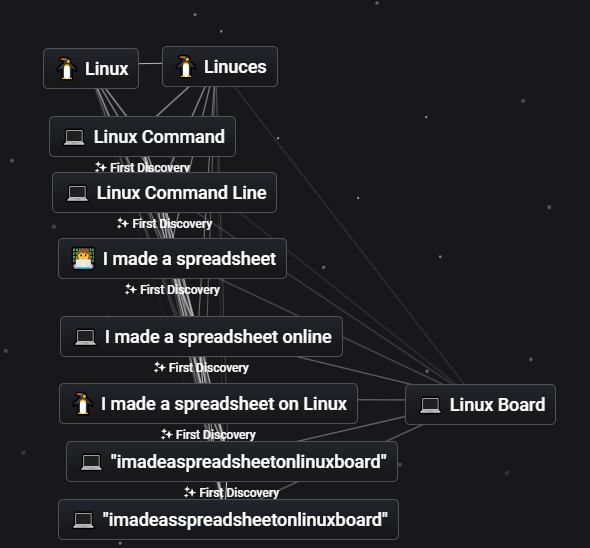 Linux
Linuces
Linux Command
First Discovery
Linux Command Line
First Discovery
I made a spreadsheet
First Discovery
I made a spreadsheet online
First Discovery
I made a spreadsheet on Linux
Linux Board
First Discovery
"imadeaspreadsheetonlinuxboard"
First Discovery
"imadeasspreadsheetonlinuxboard"